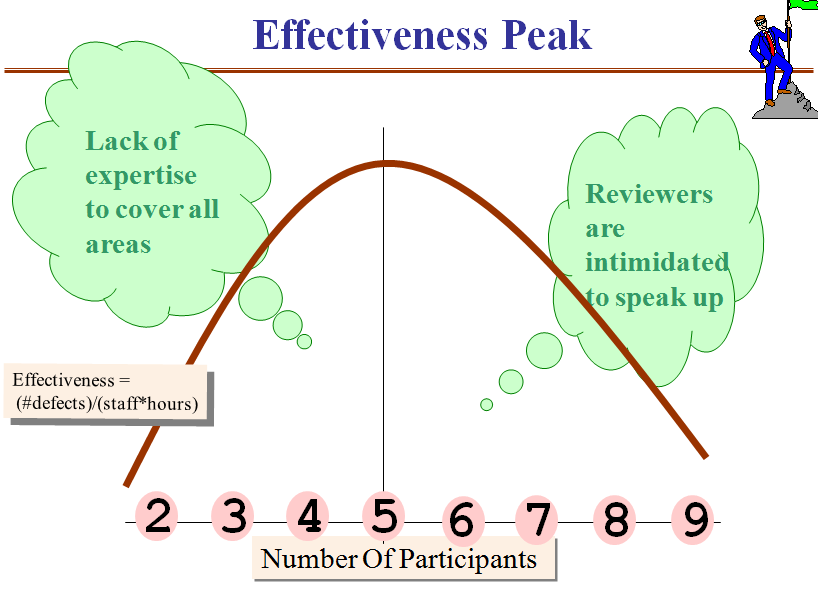 Effectiveness Peak
Lack of
expertise
to cover all
areas
Reviewers
are
intimidated
to speak up
Effectiveness =
(#defects)/(staff*hours)
2 3 4 5 6 7 8 9
Number Of Participants